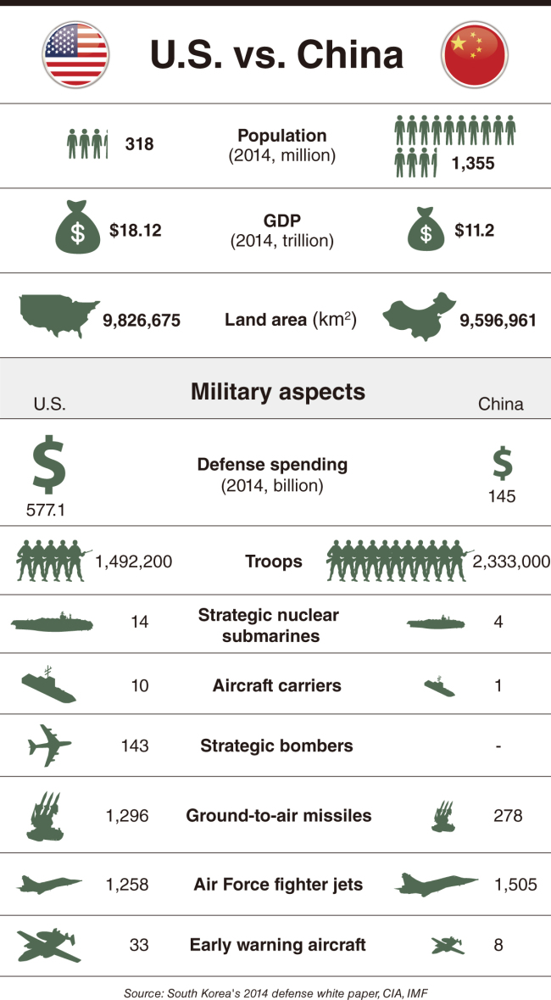 U.S. vs. China
318
Population
(2014, million)
1,355
$
$18.12
GDP
(2014, trillion)
$
$11.2
9,826,675
Land area (km²)
9,596,961
Military aspects
U.S.
China
$
577.1
Defense spending
(2014, billion)
$
145
1,492,200
Troops
2,333,000
14
Strategic nuclear
submarines
4
10
Aircraft carriers
1
143
Strategic bombers
-
1,296
Ground-to-air missiles
278
1,258
Air Force fighter jets
1,505
33
Early warning aircraft
8
Source: South Korea's 2014 defense white paper, CIA, IMF